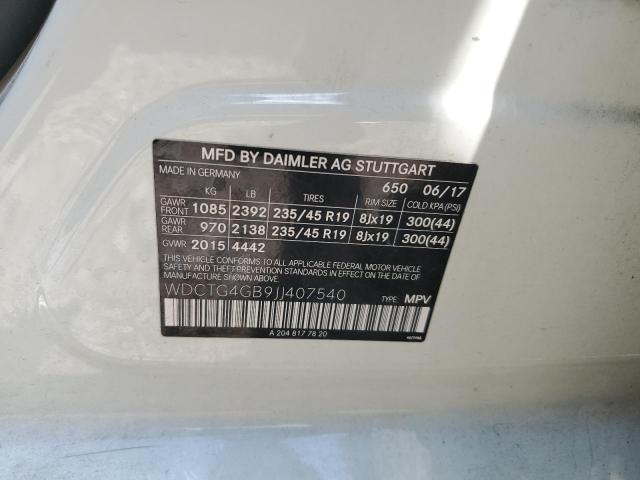 MFD BY DAIMLER AG STUTTGART
MADE IN GERMANY 650 06/17
KG LB TIRES RIM SIZE COLD KPA(PSI)
GAWR FRONT 1085 2392 235/45 R19 8Jx19 300(44)
GAWR REAR 970 2138 235/45 R19 8Jx19 300(44)
GVWR 2015 4442
THIS VEHICLE CONFORMS TO ALL APPLICABLE FEDERAL MOTOR VEHICLE
SAFETY, BUMPER, AND THEFT PREVENTION STANDARDS IN EFFECT ON THE
DATE OF MANUFACTURE SHOWN ABOVE.
WDCTG4GB9JJ407540 TYPE: MPV
A 204 817 78 20